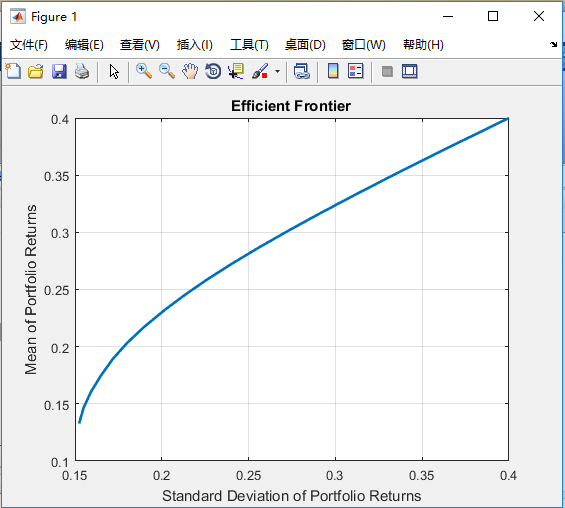 Figure 1
文件(F) 编辑(E) 查看(V) 插入(I) 工具(T) 桌面(D) 窗口(W) 帮助(H)
Efficient Frontier
0.4
0.35
0.3
0.25
0.2
0.15
0.1
Mean of Portfolio Returns
0.15 0.2 0.25 0.3 0.35 0.4
Standard Deviation of Portfolio Returns